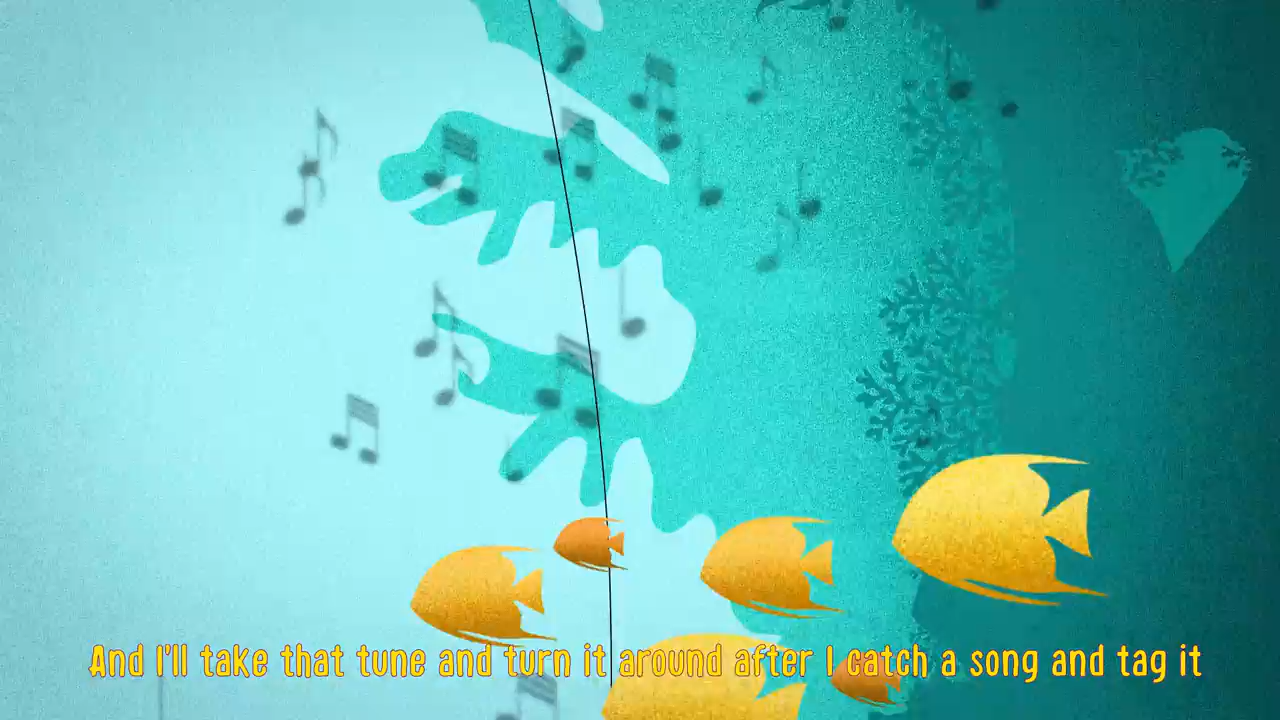 And I'll take that tune and turn it around after I catch a song and tag it